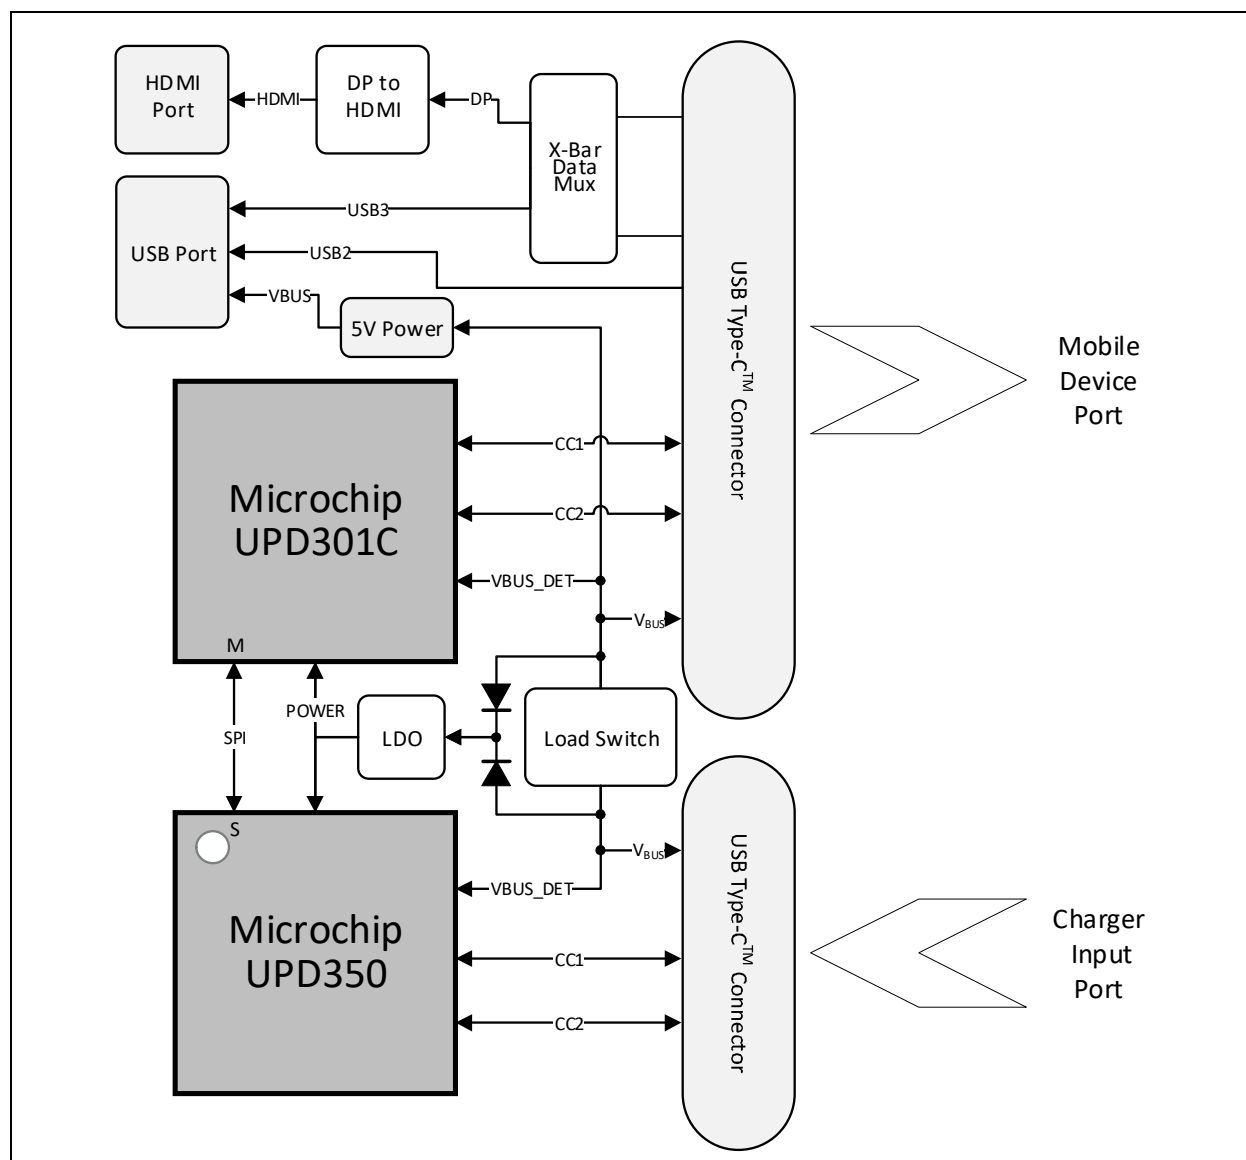 HDMI
Port
HDMI
DP to
HDMI
DP
X-Bar
Data
Mux
USB Port
USB3
USB2
VBUS
5V Power
USB Type-C™ Connector
Mobile
Device
Port
Microchip
UPD301C
CC1
CC2
VBUS_DET
VBUS
M
SPI
POWER
LDO
Load Switch
S
Microchip
UPD350
VBUS
VBUS_DET
CC1
CC2
USB Type-C™ Connector
Charger
Input
Port